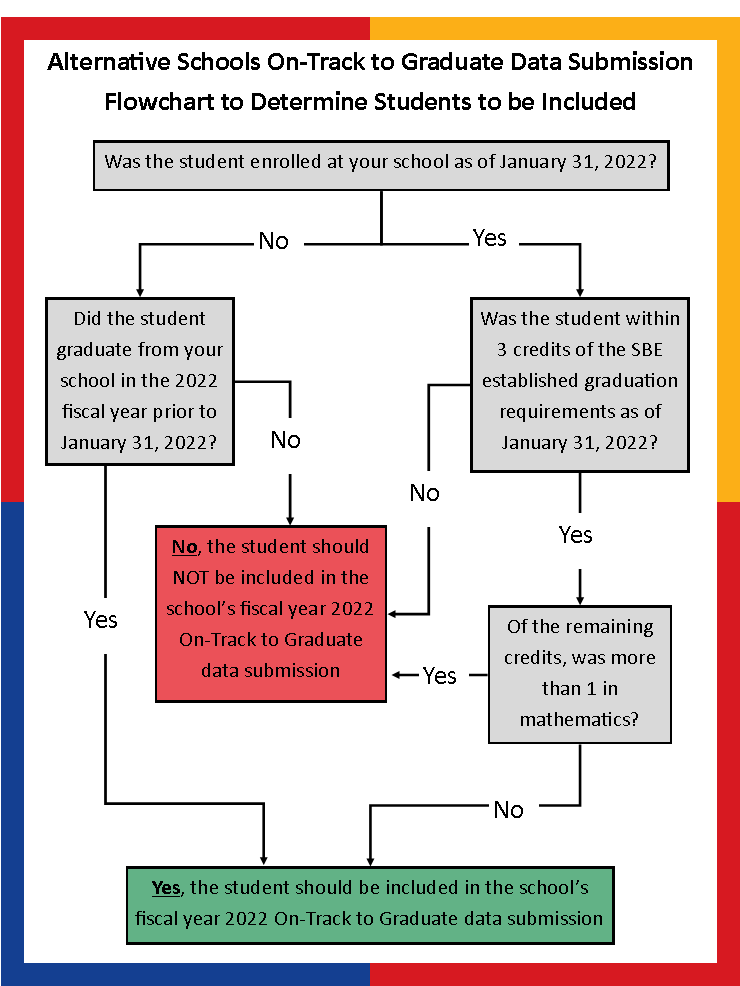 Alternative Schools On-Track to Graduate Data Submission
Flowchart to Determine Students to be Included
Was the student enrolled at your school as of January 31, 2022?
No
Yes
Did the student
graduate from your
school in the 2022
fiscal year prior to
January 31, 2022?
Was the student within
3 credits of the SBE
established graduation
requirements as of
January 31, 2022?
No
No
Yes
No, the student should
NOT be included in the
school's fiscal year 2022
On-Track to Graduate
data submission
Yes
Of the remaining
credits, was more
than 1 in
mathematics?
Yes
No
Yes, the student should be included in the school's
fiscal year 2022 On-Track to Graduate data submission